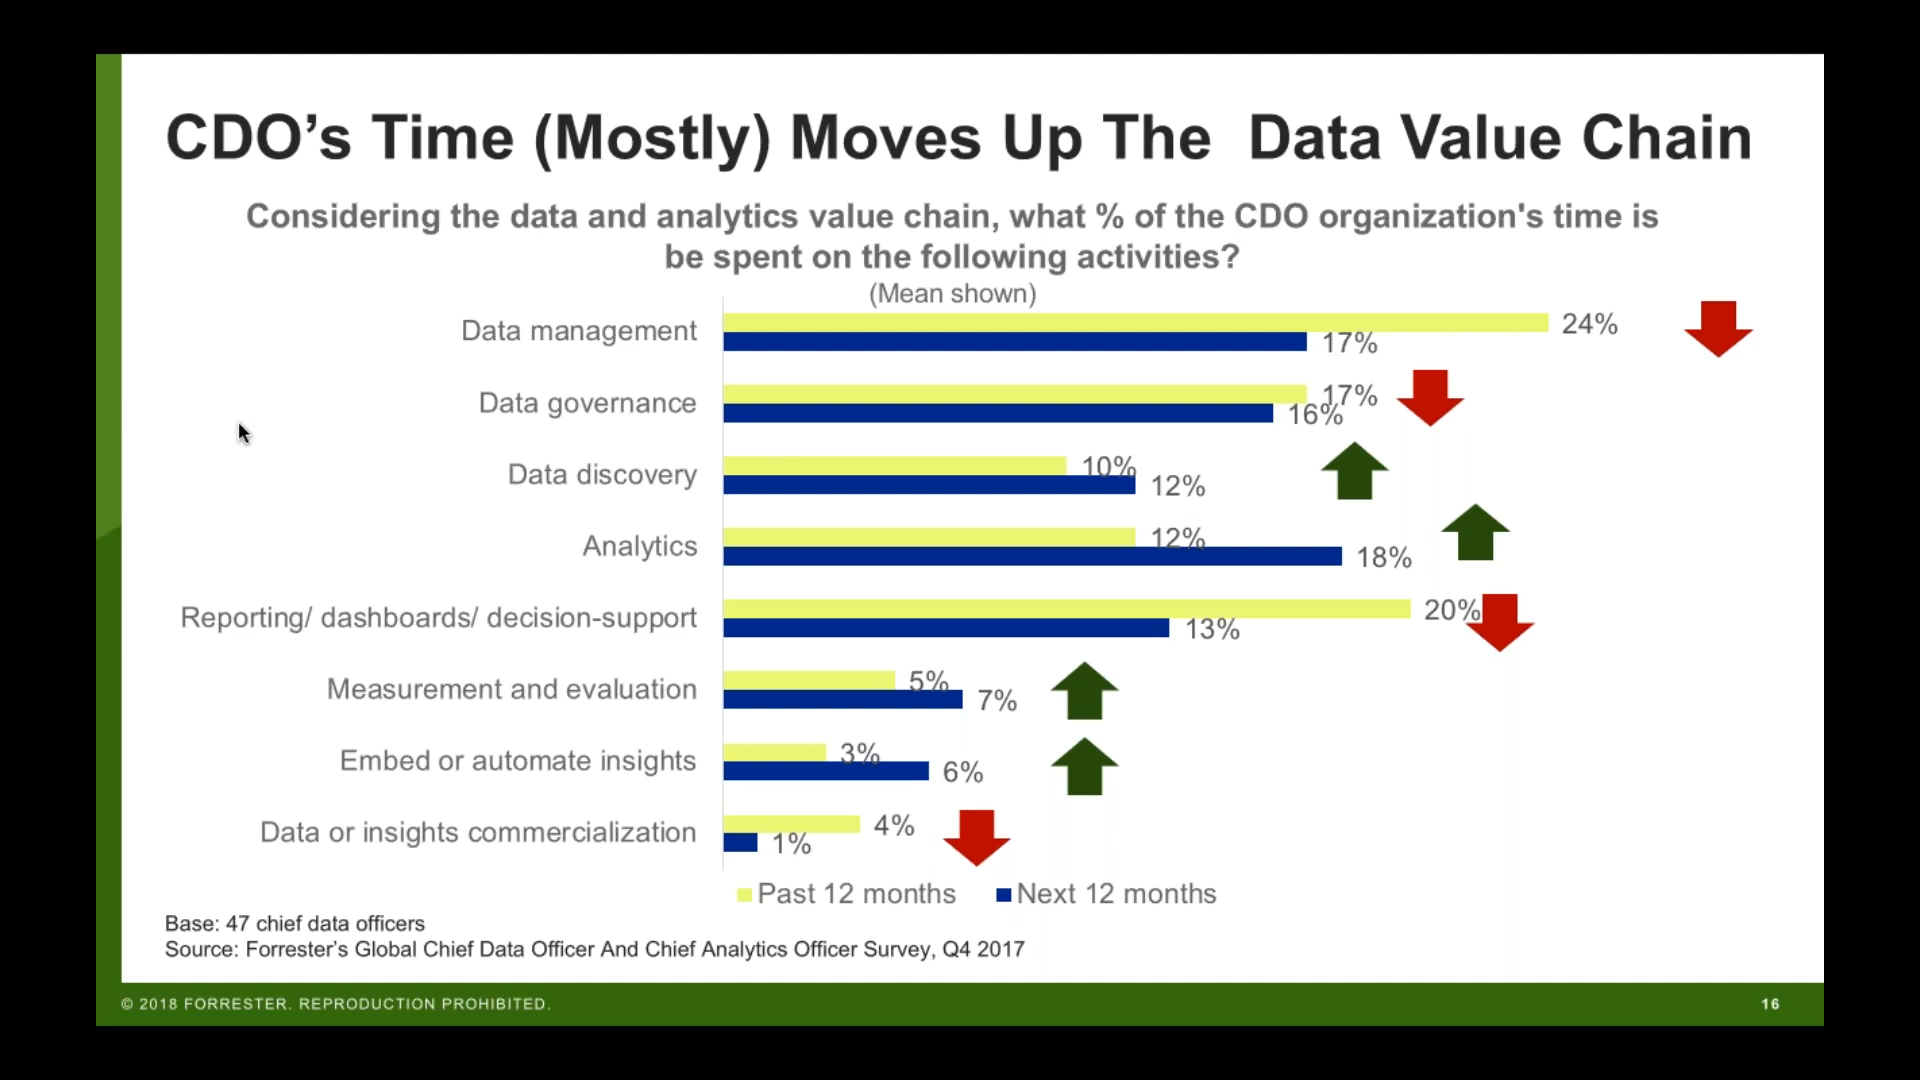 CDO’s Time (Mostly) Moves Up The  Data Value Chain
Considering the data and analytics value chain, what % of the CDO organization's time is
be spent on the following activities?
(Mean shown)
Data management
24%
17%
Data governance
17%
16%
Data discovery
10%
12%
Analytics
12%
18%
Reporting/ dashboards/ decision-support
20%
13%
Measurement and evaluation
5%
7%
Embed or automate insights
3%
6%
Data or insights commercialization
4%
1%
Past 12 months
Next 12 months
Base: 47 chief data officers
Source: Forrester’s Global Chief Data Officer And Chief Analytics Officer Survey, Q4 2017
© 2018 FORRESTER. REPRODUCTION PROHIBITED.
16